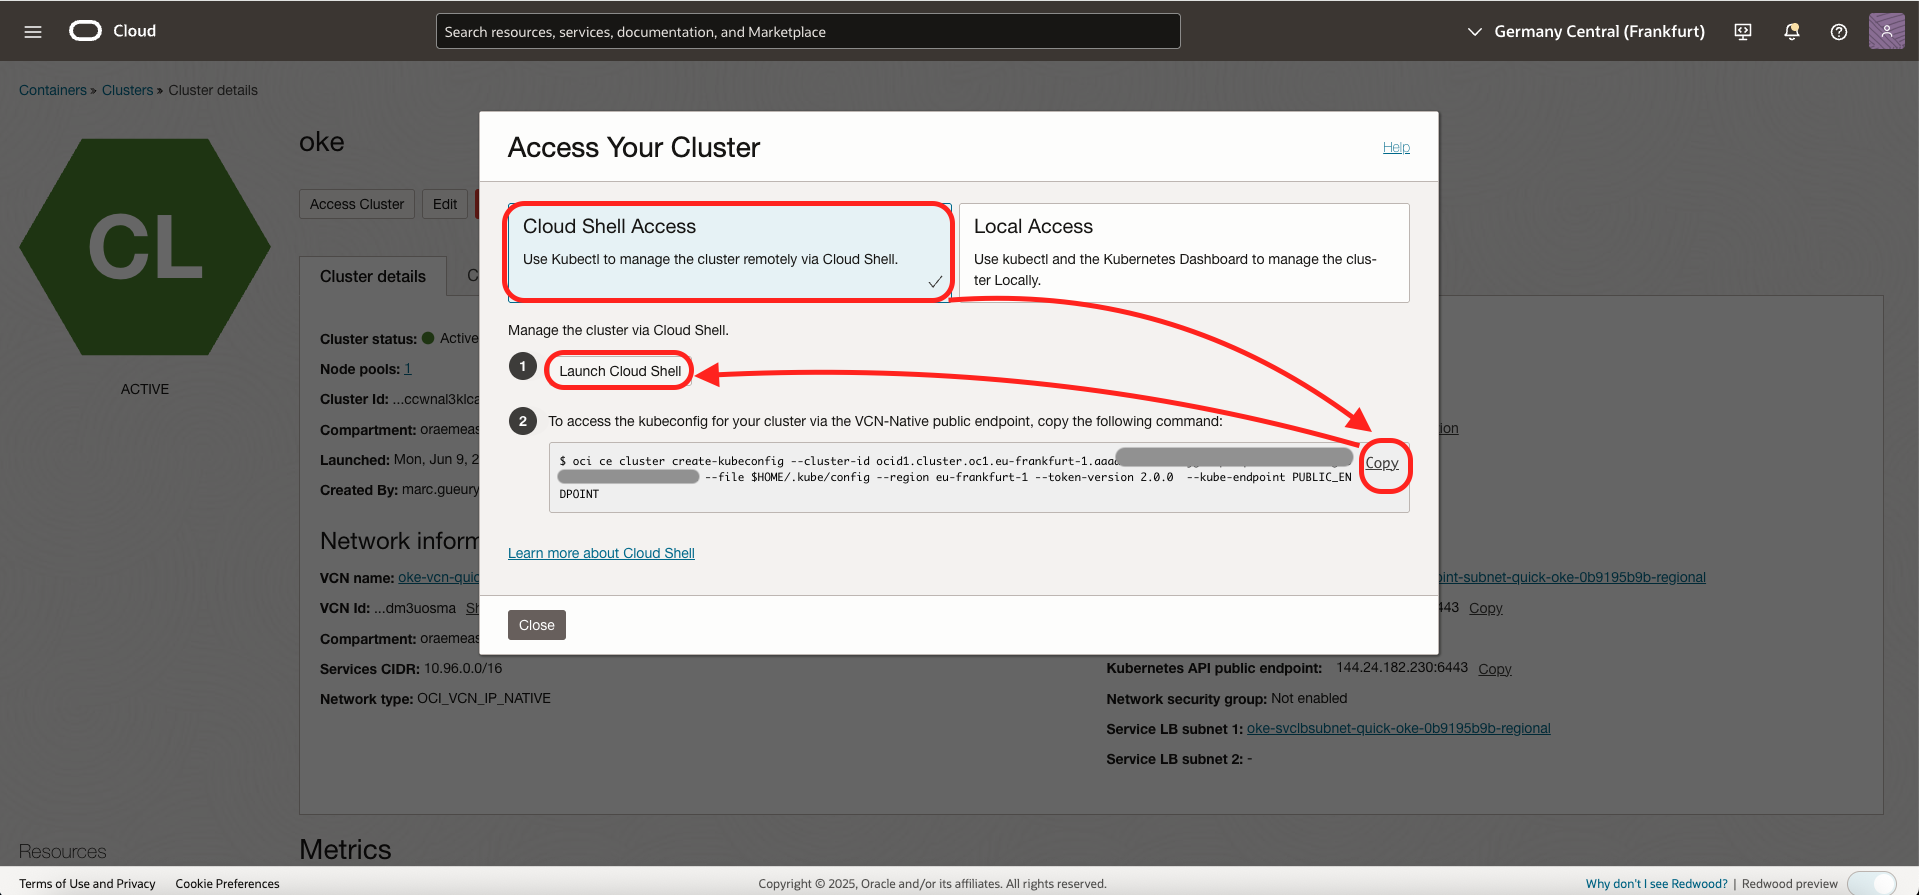 Cloud
Search resources, services, documentation, and Marketplace
Germany Central (Frankfurt)
Containers » Clusters » Cluster details
CL
ACTIVE
oke
Access Cluster
Edit
Cluster details
C
Cluster status: Active
Node pools: 1
Cluster Id: ...ccwnal3klca
Compartment: oraemeas
Launched: Mon, Jun 9, 2
Created By: marc.gueury
Network inform
VCN name: oke-vcn-quic
VCN Id: ...dm3uosma Sh
Compartment: oraemeas
Services CIDR: 10.96.0.0/16
Network type: OCI_VCN_IP_NATIVE
Access Your Cluster
Help
Cloud Shell Access
Use Kubectl to manage the cluster remotely via Cloud Shell.
Local Access
Use kubectl and the Kubernetes Dashboard to manage the clus-
ter Locally.
Manage the cluster via Cloud Shell.
1 Launch Cloud Shell
2 To access the kubeconfig for your cluster via the VCN-Native public endpoint, copy the following command:
$ oci ce cluster create-kubeconfig --cluster-id ocid1.cluster.oc1.eu-frankfurt-1.aaaa
--file $HOME/.kube/config --region eu-frankfurt-1 --token-version 2.0.0 --kube-endpoint PUBLIC_EN
DPOINT
Copy
Learn more about Cloud Shell
Close
ion
int-subnet-quick-oke-0b9195b9b-regional
443 Copy
Kubernetes API public endpoint: 144.24.182.230:6443 Copy
Network security group: Not enabled
Service LB subnet 1: oke-svclbsubnet-quick-oke-0b9195b9b-regional
Service LB subnet 2: -
Resources
Metrics
Terms of Use and Privacy Cookie Preferences
Copyright © 2025, Oracle and/or its affiliates. All rights reserved.
Why don't I see Redwood? | Redwood preview